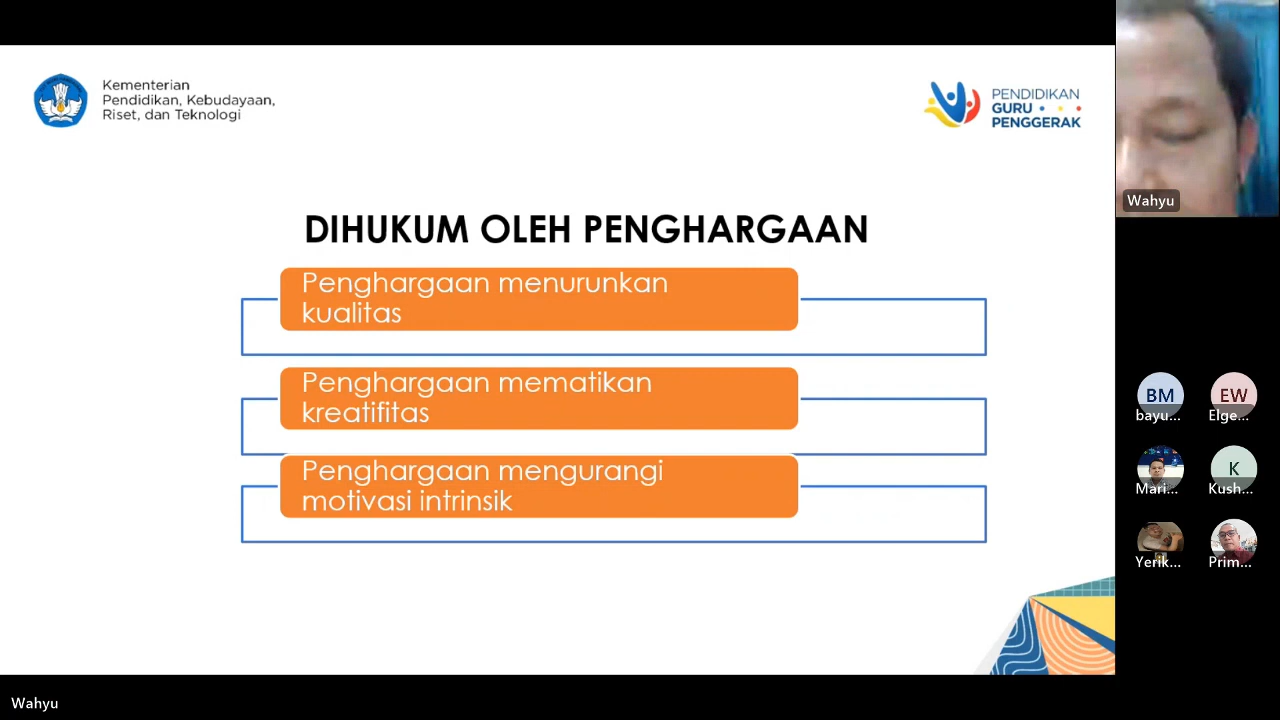 Kementerian
Pendidikan, Kebudayaan,
Riset, dan Teknologi
PENDIDIKAN
GURU
PENGGERAK
DIHUKUM OLEH PENGHARGAAN
Penghargaan menurunkan
kualitas
Penghargaan mematikan
kreatifitas
Penghargaan mengurangi
motivasi intrinsik
Wahyu
BM
bayu...
EW
Elge...
Mari...
K
Kush...
Yerik...
Prim...
Wahyu